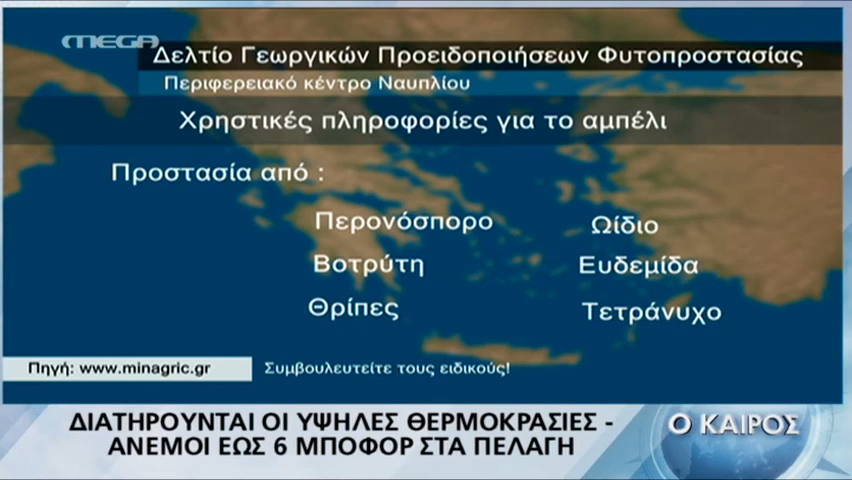 MEGA
Δελτίο Γεωργικών Προειδοποιήσεων Φυτοπροστασίας
Περιφερειακό κέντρο Ναυπλίου
Χρηστικές πληροφορίες για το αμπέλι
Προστασία από :
Περονόσπορο Ωίδιο
Βοτρύτη Ευδεμίδα
Θρίπες Τετράνυχο
Πηγή: www.minagric.gr Συμβουλευτείτε τους ειδικούς!
ΔΙΑΤΗΡΟΥΝΤΑΙ ΟΙ ΥΨΗΛΕΣ ΘΕΡΜΟΚΡΑΣΙΕΣ -
ΑΝΕΜΟΙ ΕΩΣ 6 ΜΠΟΦΟΡ ΣΤΑ ΠΕΛΑΓΗ
Ο ΚΑΙΡΟΣ